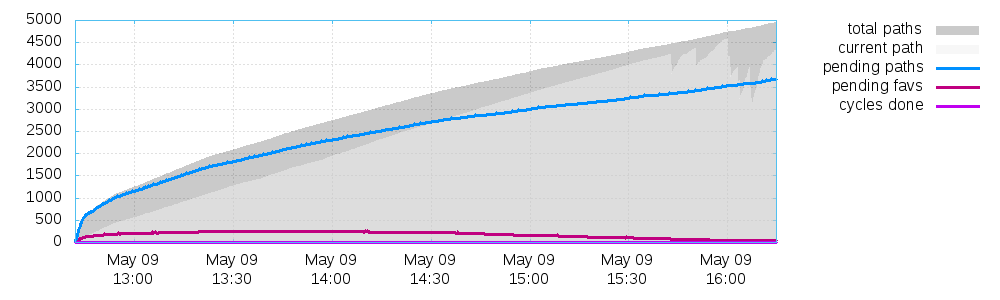 5000
4500
4000
3500
3000
2500
2000
1500
1000
500
0
May 09
13:00
May 09
13:30
May 09
14:00
May 09
14:30
May 09
15:00
May 09
15:30
May 09
16:00
total paths
current path
pending paths
pending favs
cycles done